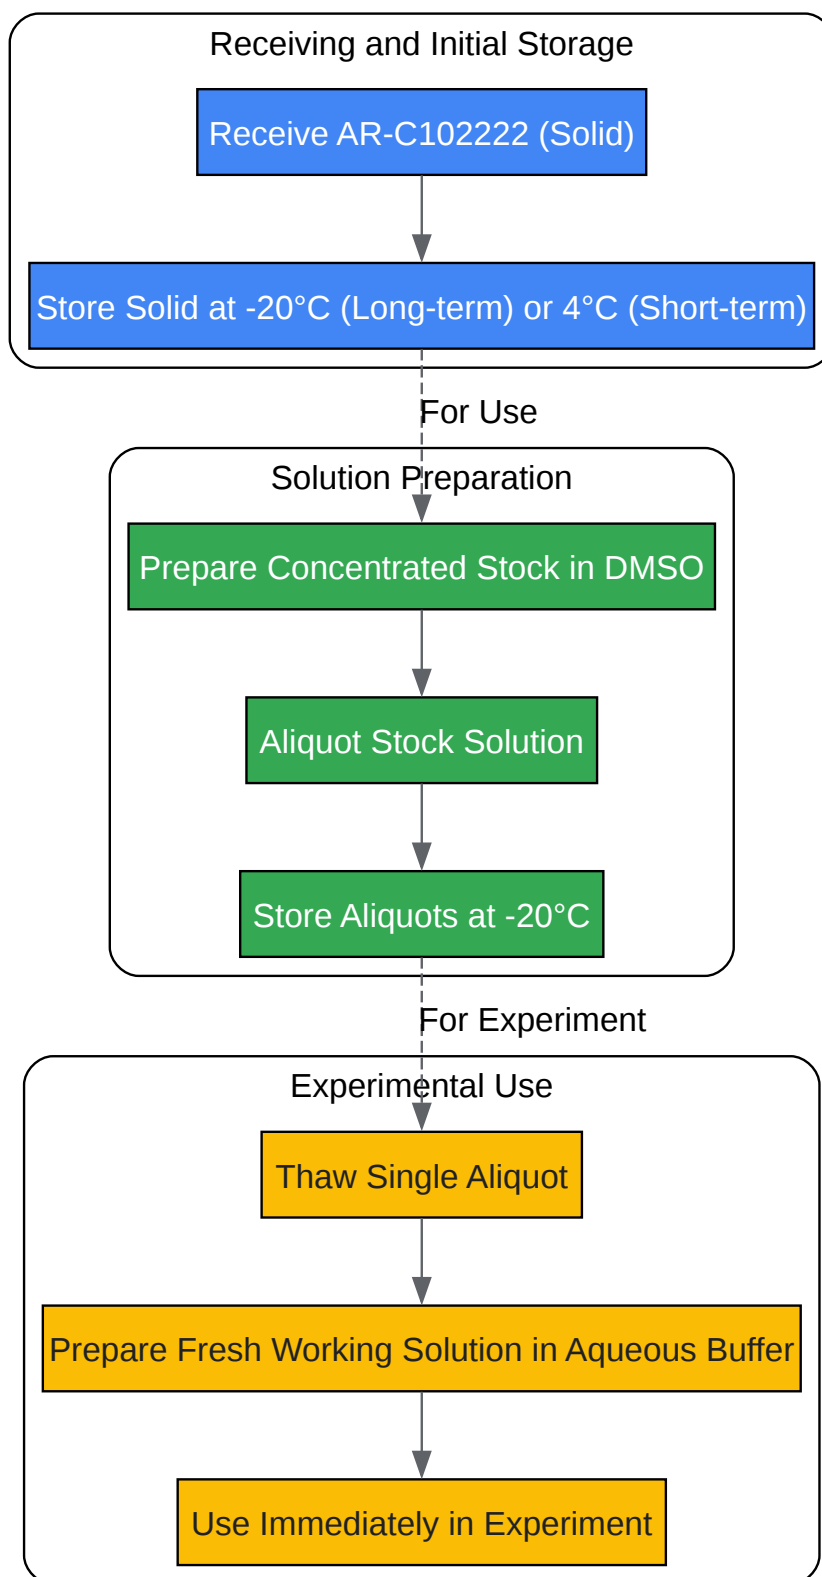 Receiving and Initial Storage
Receive AR-C102222 (Solid)
Store Solid at -20°C (Long-term) or 4°C (Short-term)
For Use
Solution Preparation
Prepare Concentrated Stock in DMSO
Aliquot Stock Solution
Store Aliquots at -20°C
For Experiment
Experimental Use
Thaw Single Aliquot
Prepare Fresh Working Solution in Aqueous Buffer
Use Immediately in Experiment